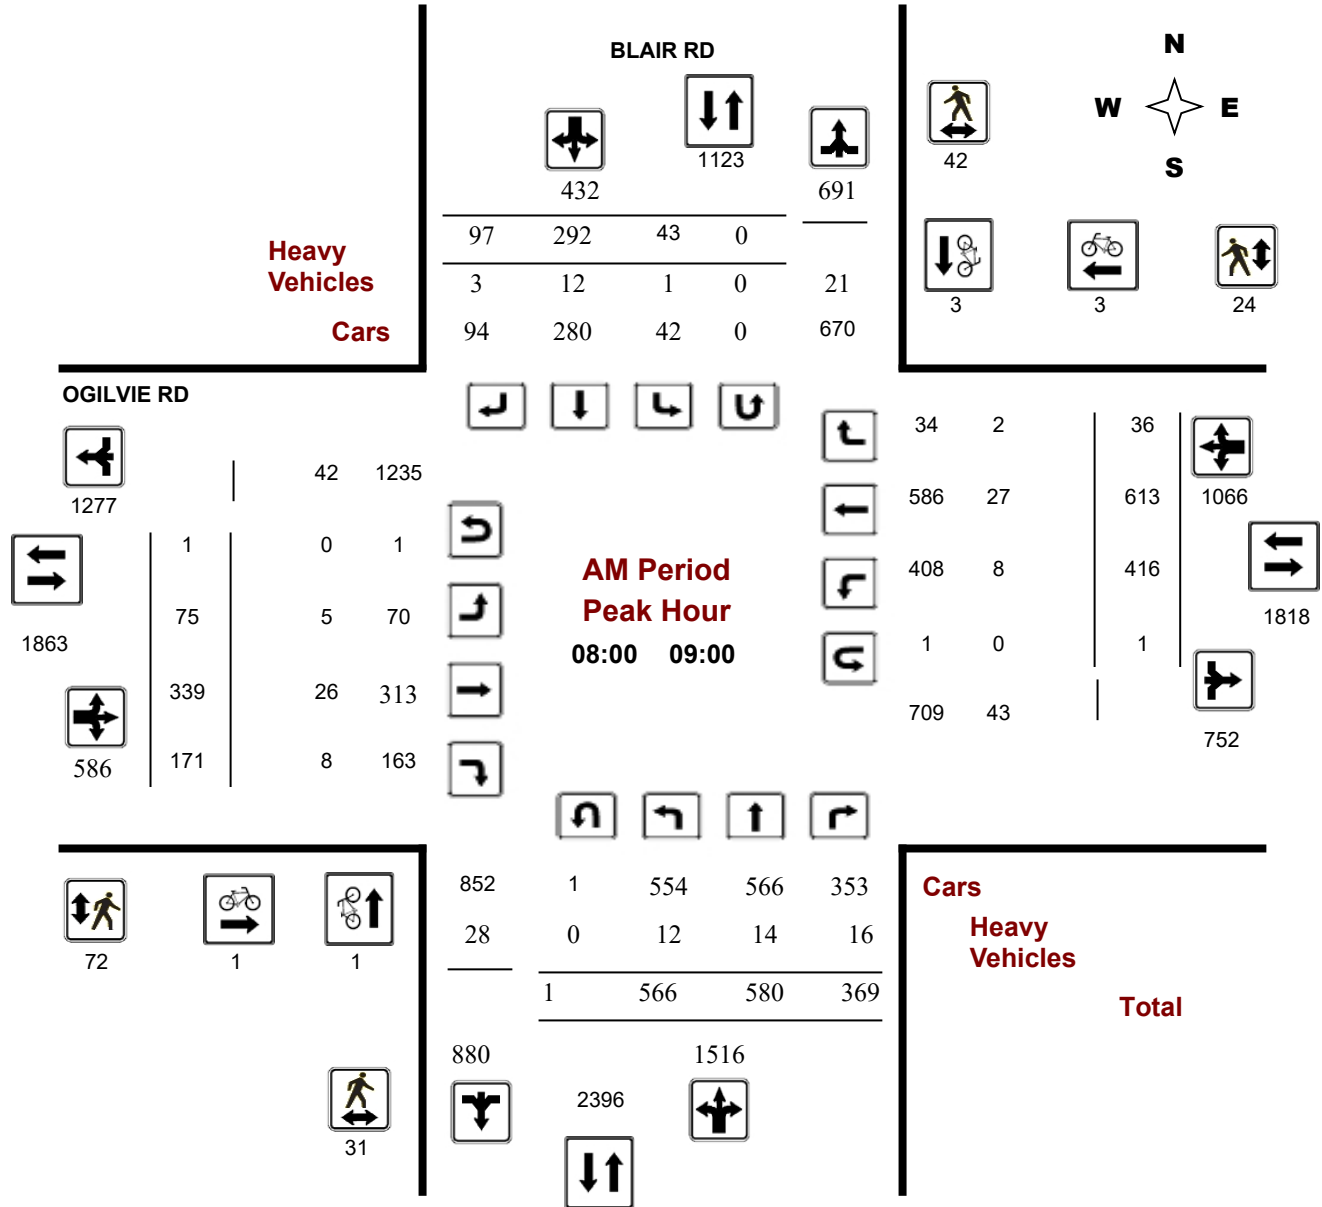 BLAIR RD
N
W E
S
1123
42
432 691
97 292 43 0
Heavy
Vehicles
3 12 1 0 21
3 3 24
Cars 94 280 42 0 670
OGILVIE RD
34 2 36
42 1235
1277
586 27 613 1066
1 0 1
AM Period
408 8 416
Peak Hour
75 5 70
1818
1863
08:00 09:00
1 0 1
339 26 313
709 43
752
586 171 8 163
852 1 554 566 353 Cars
28 0 12 14 16 Heavy
Vehicles
72 1 1
1 566 580 369
Total
880 1516
2396
31